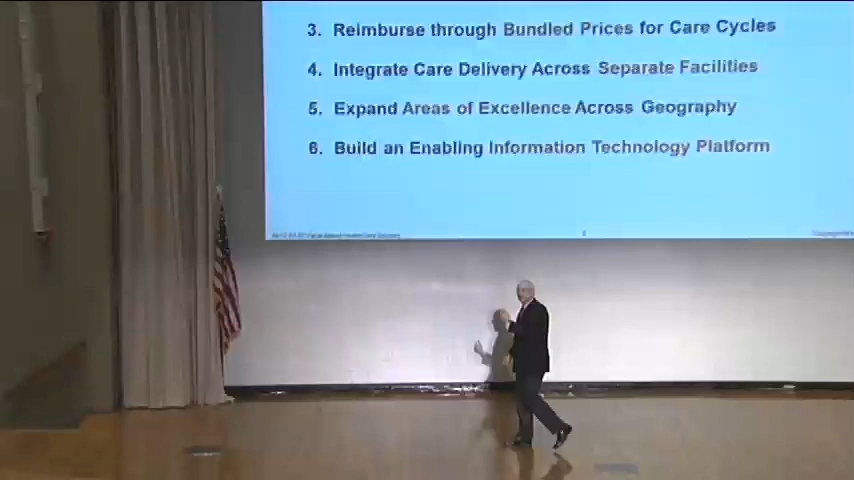 3. Reimburse through Bundled Prices for Care Cycles
4. Integrate Care Delivery Across Separate Facilities
5. Expand Areas of Excellence Across Geography
6. Build an Enabling Information Technology Platform